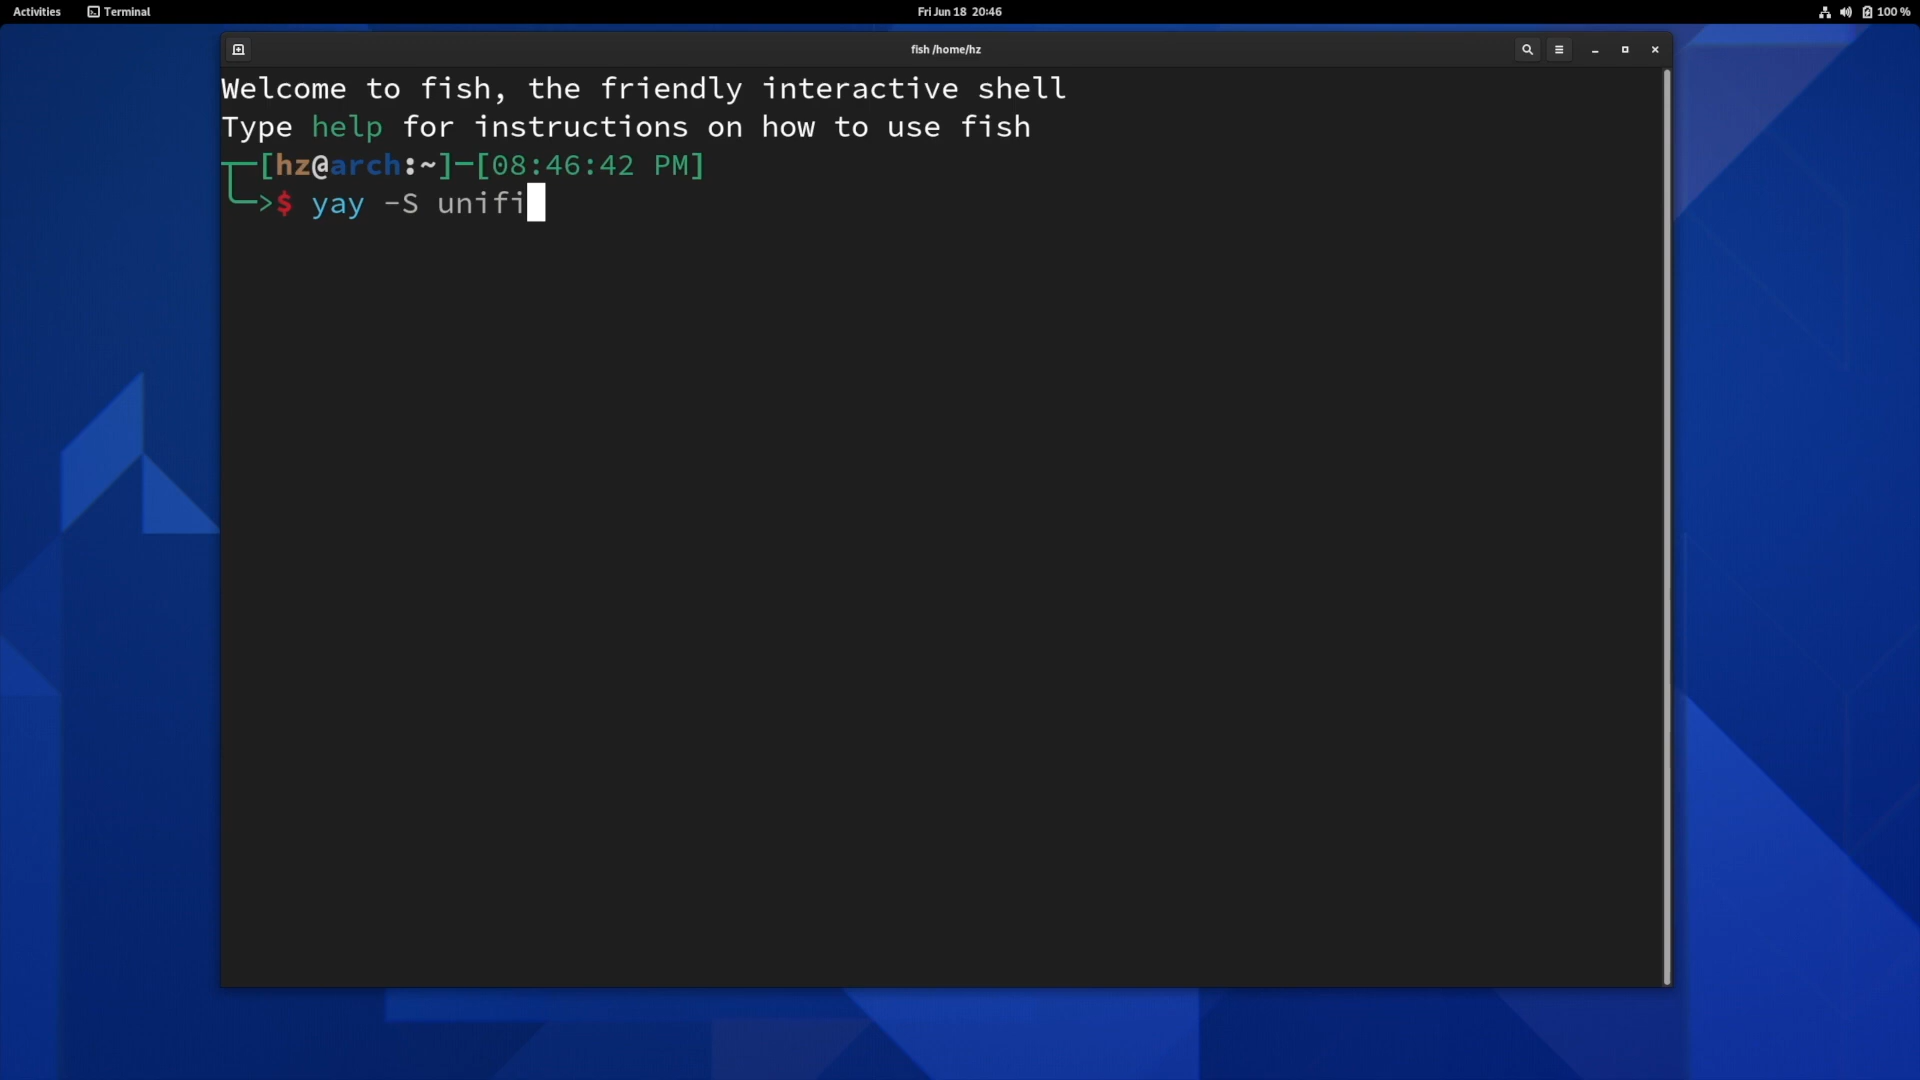 Activities Terminal Fri Jun 18 20:46 100 %
fish /home/hz
Welcome to fish, the friendly interactive shell
Type help for instructions on how to use fish
[hz@arch:~]─[08:46:42 PM]
>$ yay -S unifi